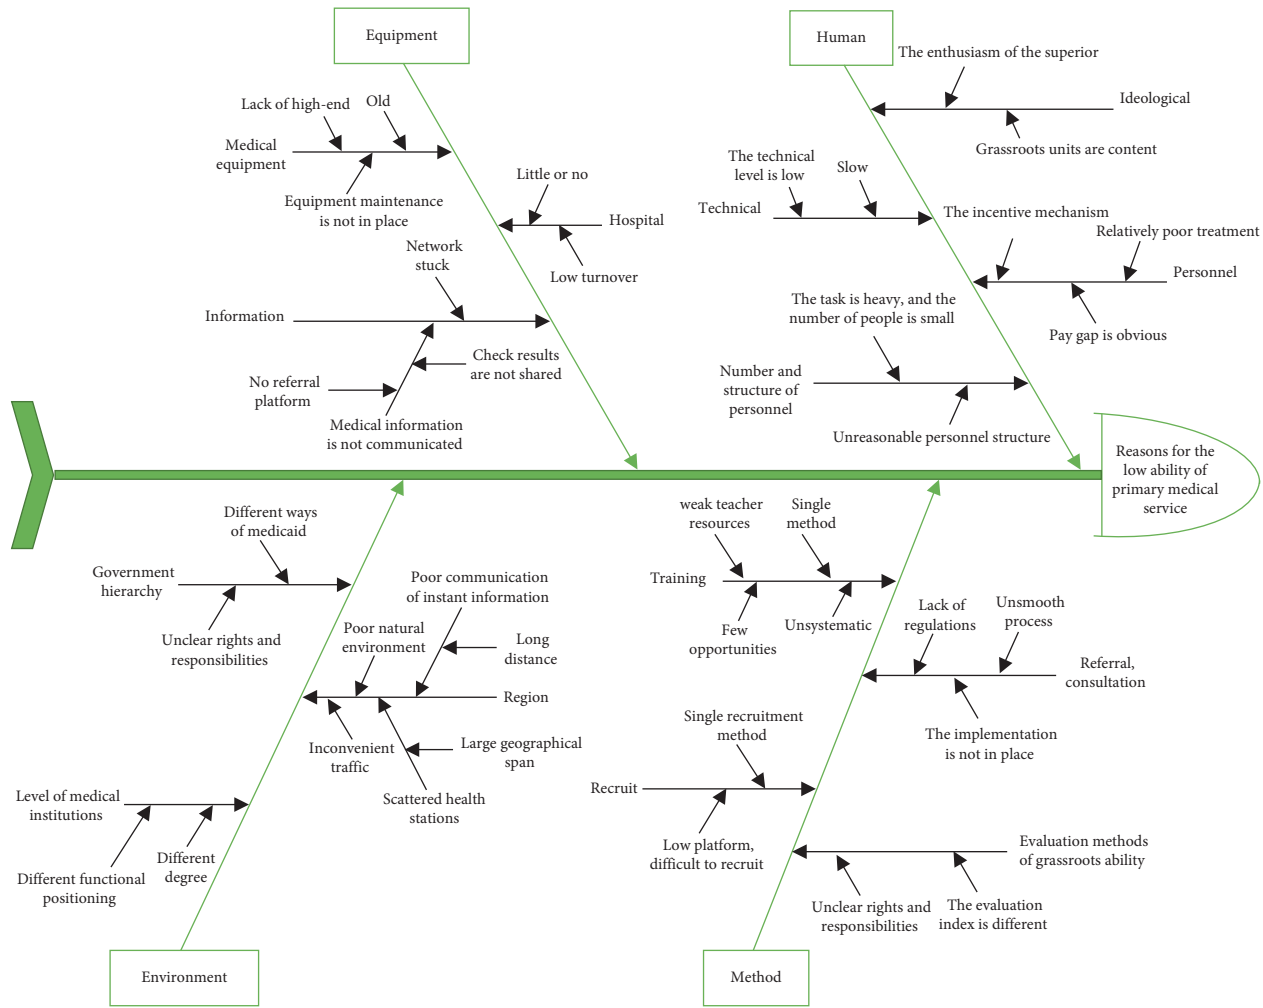 Equipment
Human
The enthusiasm of the superior
Ideological
Grassroots units are content
Lack of high-end
Old
Medical
equipment
Equipment maintenance
is not in place
Little or no
Hospital
Low turnover
The technical
level is low
Slow
Technical
The incentive mechanism
Relatively poor treatment
Personnel
Pay gap is obvious
Network
stuck
Information
Check results
are not shared
No referral
platform
Medical information
is not communicated
The task is heavy, and the
number of people is small
Number and
structure of
personnel
Unreasonable personnel structure
Reasons for the
low ability of
primary medical
service
Different ways
of medicaid
Government
hierarchy
Unclear rights and
responsibilities
Poor communication
of instant information
Poor natural
environment
Long
distance
Region
Inconvenient
traffic
Large geographical
span
Scattered health
stations
Level of medical
institutions
Different functional
positioning
Different
degree
Environment
weak teacher
resources
Single
method
Training
Few
opportunities
Unsystematic
Lack of
regulations
Unsmooth
process
Referral,
consultation
The implementation
is not in place
Single recruitment
method
Recruit
Low platform,
difficult to recruit
Evaluation methods
of grassroots ability
Unclear rights and
responsibilities
The evaluation
index is different
Method